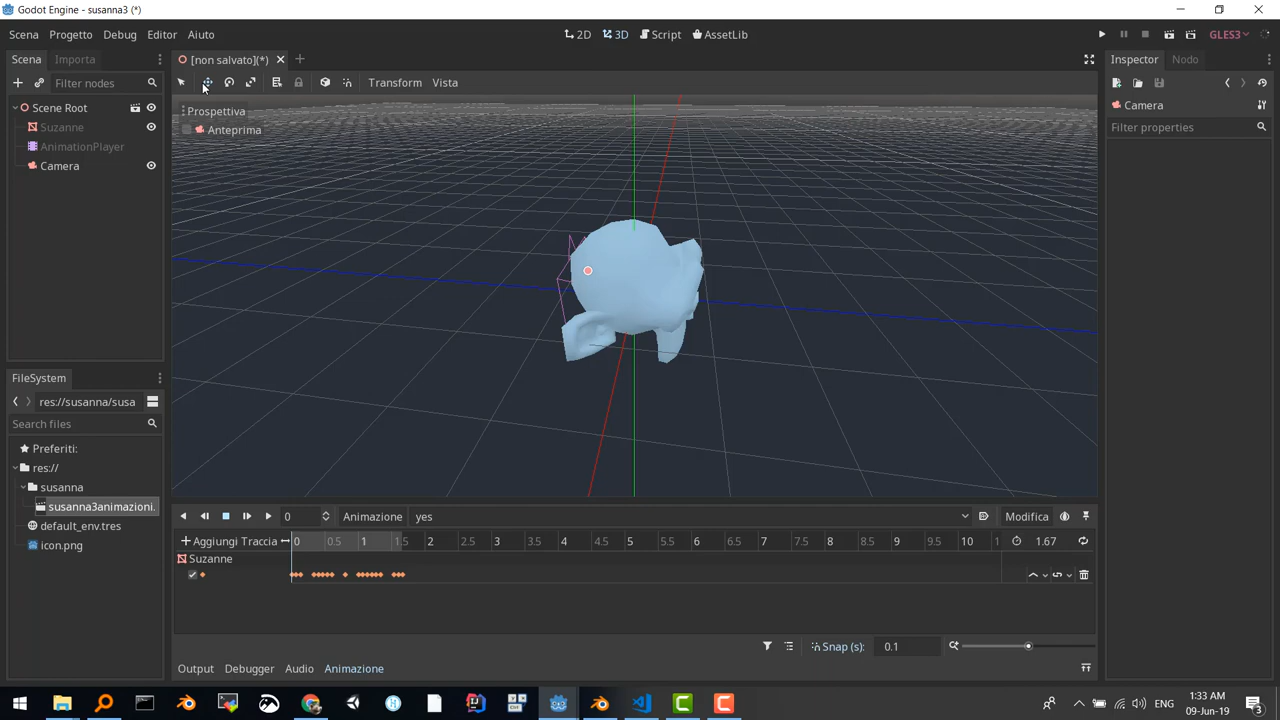 Godot Engine - susanna3 (*)
Scena Progetto Debug Editor Aiuto 2D 3D Script AssetLib GLES3
Scena Importa [non salvato](*) Inspector Nodo
Filter nodes Transform Vista
Scene Root Camera
Prospettiva
Suzanne Anteprima Filter properties
AnimationPlayer
Camera
FileSystem
res://susanna/susa
Search files
Preferiti:
res://
susanna
susanna3animazioni.
default_env.tres
icon.png
0 Animazione yes Modifica
Aggiungi Traccia 0 0.5 1 1.5 2 2.5 3 3.5 4 4.5 5 5.5 6 6.5 7 7.5 8 8.5 9 9.5 10 1 1.67
Suzanne
Snap (s): 0.1
Output Debugger Audio Animazione
ENG 1:33 AM
09-Jun-19 3